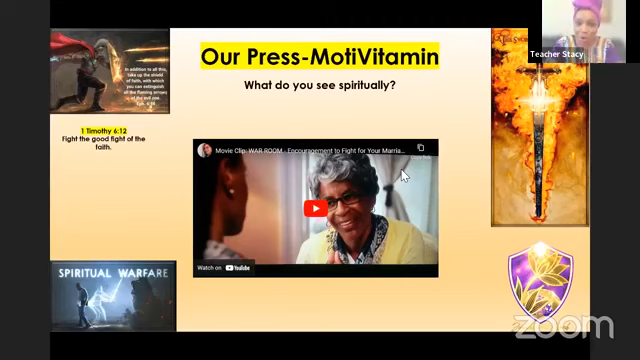 Our Press-MotiVitamin
What do you see spiritually?
Teacher Stacy
In addition to all this,
take up the shield
of faith, with which
you can extinguish
all the flaming arrows
of the evil one.
1 Timothy 6:12
Fight the good fight of the
faith.
Movie Clip: WAR ROOM - Encouragement to Fight for Your Marria...
Copy link
Watch on YouTube
SPIRITUAL WARFARE
zoom